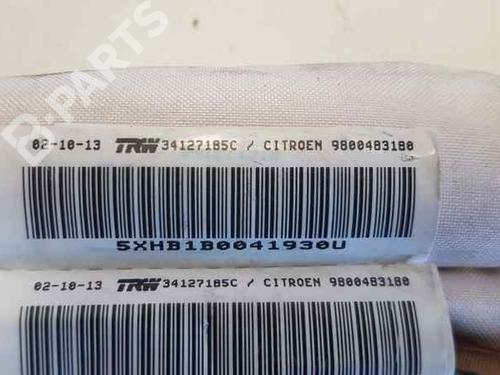 B-PARTS
02-10-13 TRW 34127185C / CITROEN 9800483180
5XHB1B0041930U
02-10-13 TRW 34127185C / CITROEN 9800483180